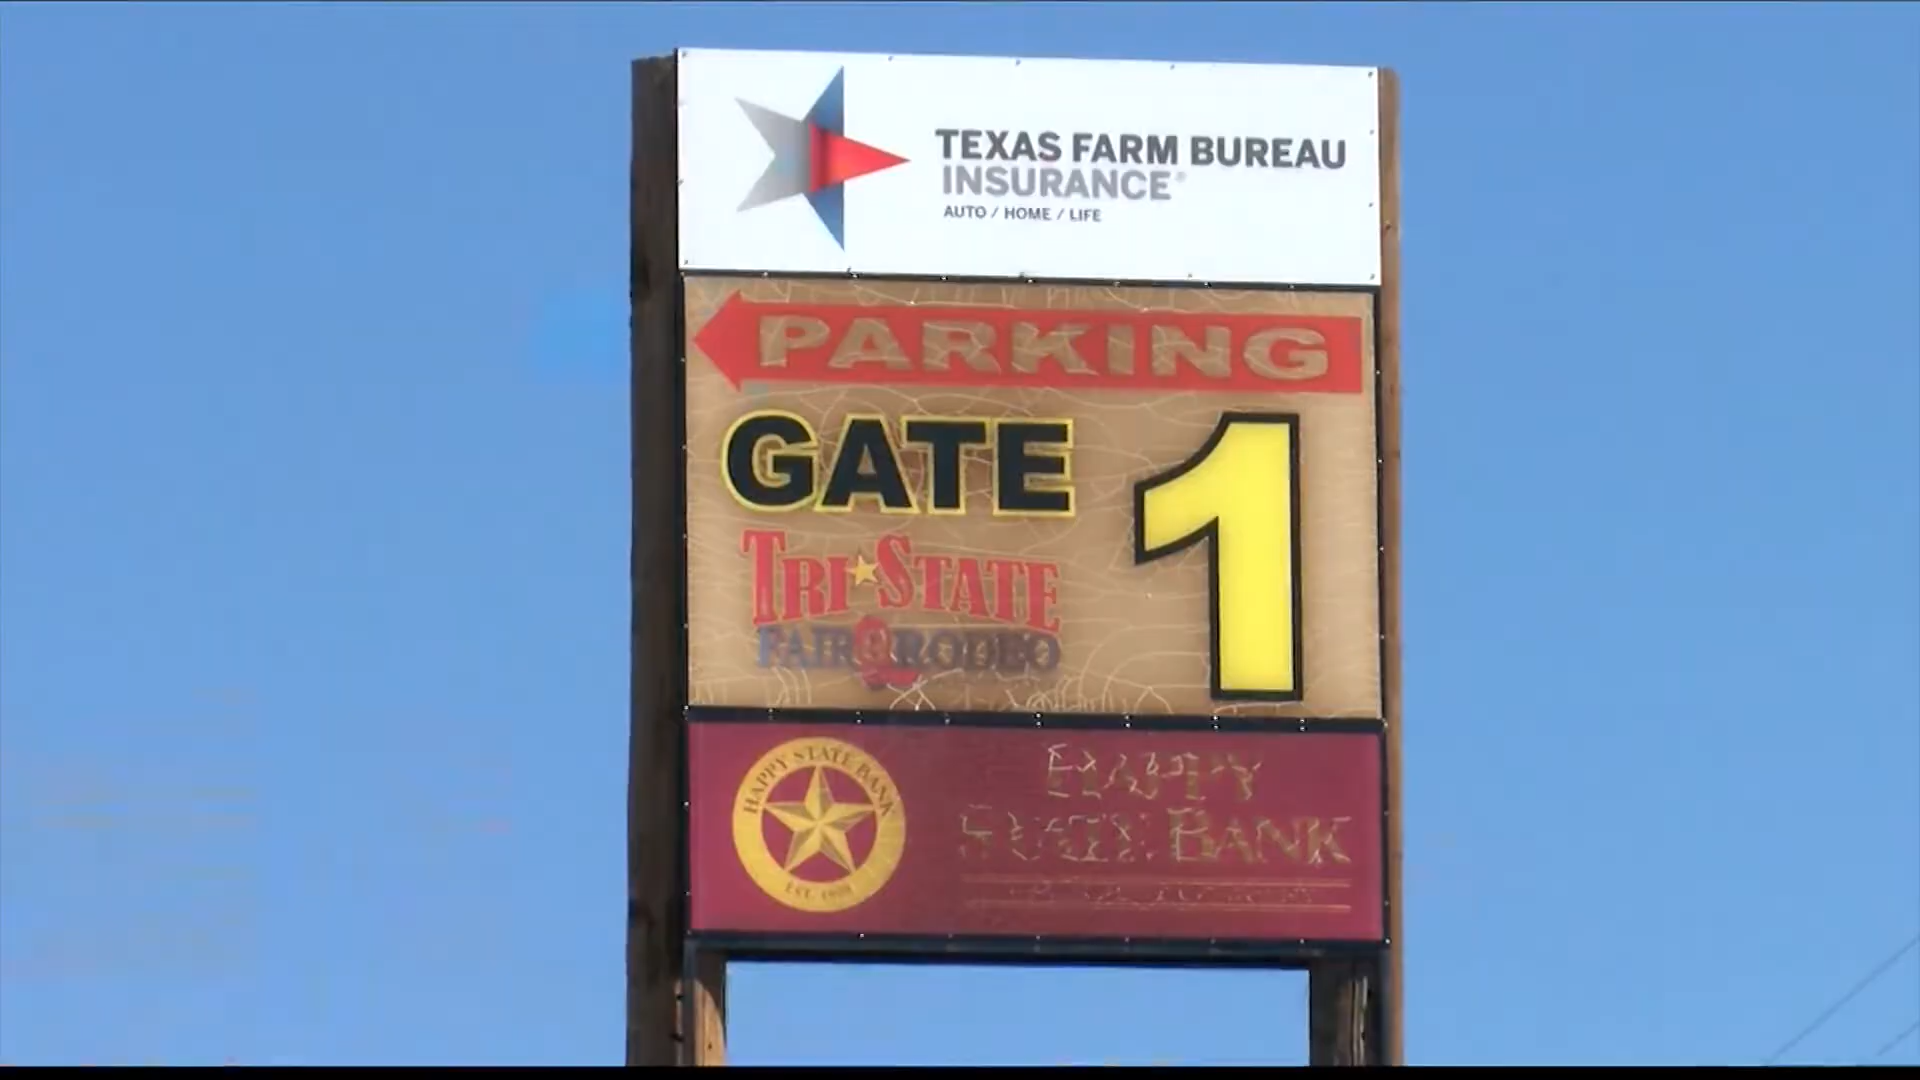 TEXAS FARM BUREAU
INSURANCE®
AUTO / HOME / LIFE
PARKING
GATE 1
TRI STATE
FAIR & RODEO
HAPPY STATE BANK
HAPPY
STATE BANK